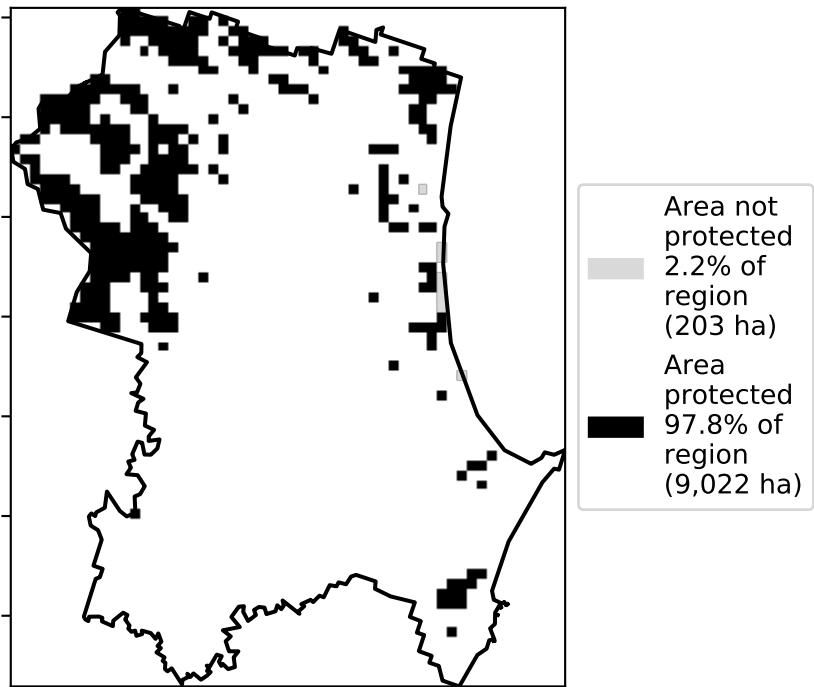 Area not
protected
2.2% of
region
(203 ha)
Area
protected
97.8% of
region
(9,022 ha)